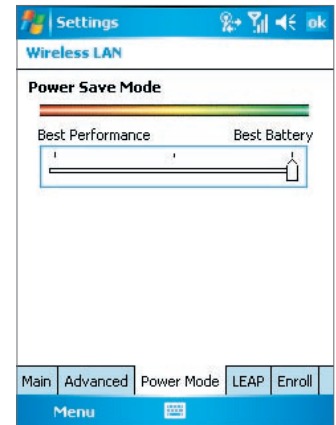 Settings ok
Wireless LAN
Power Save Mode
Best Performance Best Battery
Main Advanced Power Mode LEAP Enroll
Menu